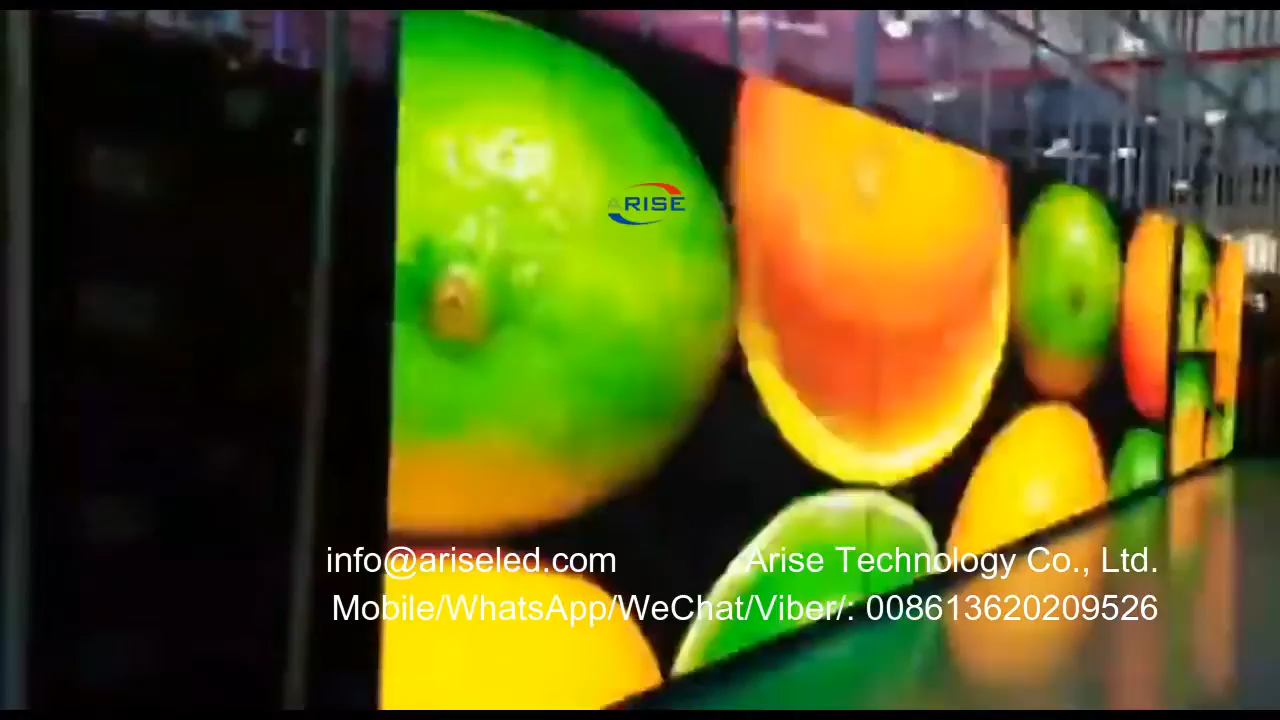 ARISE
info@ariseled.com Arise Technology Co., Ltd.
Mobile/WhatsApp/WeChat/Viber/: 008613620209526